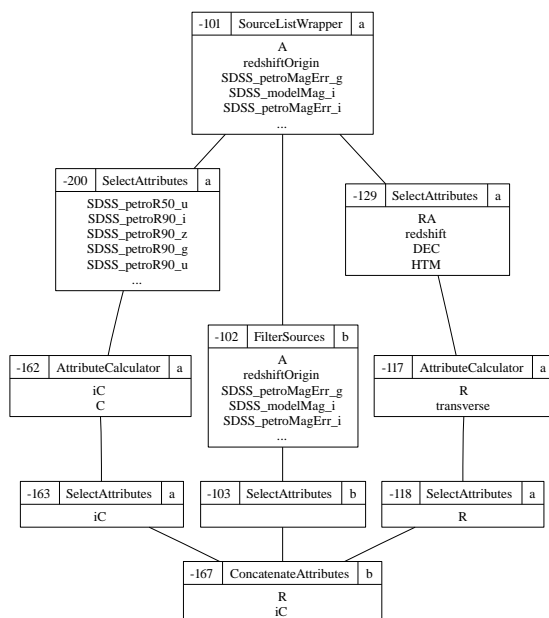 -101 SourceListWrapper a
A
redshiftOrigin
SDSS_petroMagErr_g
SDSS_modelMag_i
SDSS_petroMagErr_i
...
-200 SelectAttributes a
SDSS_petroR50_u
SDSS_petroR90_i
SDSS_petroR90_z
SDSS_petroR90_g
SDSS_petroR90_u
...
-129 SelectAttributes a
RA
redshift
DEC
HTM
-102 FilterSources b
A
redshiftOrigin
SDSS_petroMagErr_g
SDSS_modelMag_i
SDSS_petroMagErr_i
...
-162 AttributeCalculator a
iC
C
-117 AttributeCalculator a
R
transverse
-163 SelectAttributes a
iC
-103 SelectAttributes b
-118 SelectAttributes a
R
-167 ConcatenateAttributes b
R
iC